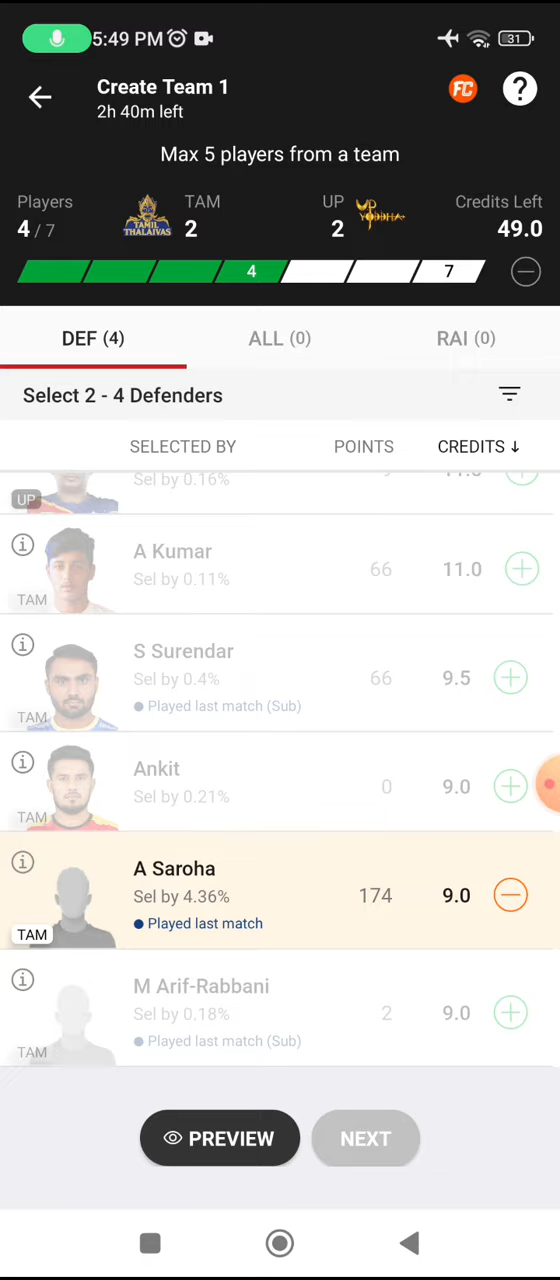 5:49 PM 31
Create Team 1
2h 40m left
FC ?
Max 5 players from a team
Players TAM UP Credits Left
4 / 7 TAMIL THALAIVAS 2 2 UP YODDHA 49.0
4 7
DEF (4) ALL (0) RAI (0)
Select 2 - 4 Defenders
SELECTED BY POINTS CREDITS ↓
Sel by 0.16%
UP
A Kumar
Sel by 0.11% 66 11.0
TAM
S Surendar
Sel by 0.4% 66 9.5
Played last match (Sub)
TAM
Ankit
Sel by 0.21% 0 9.0
TAM
A Saroha
Sel by 4.36% 174 9.0
Played last match
TAM
M Arif-Rabbani
Sel by 0.18% 2 9.0
Played last match (Sub)
TAM
PREVIEW NEXT